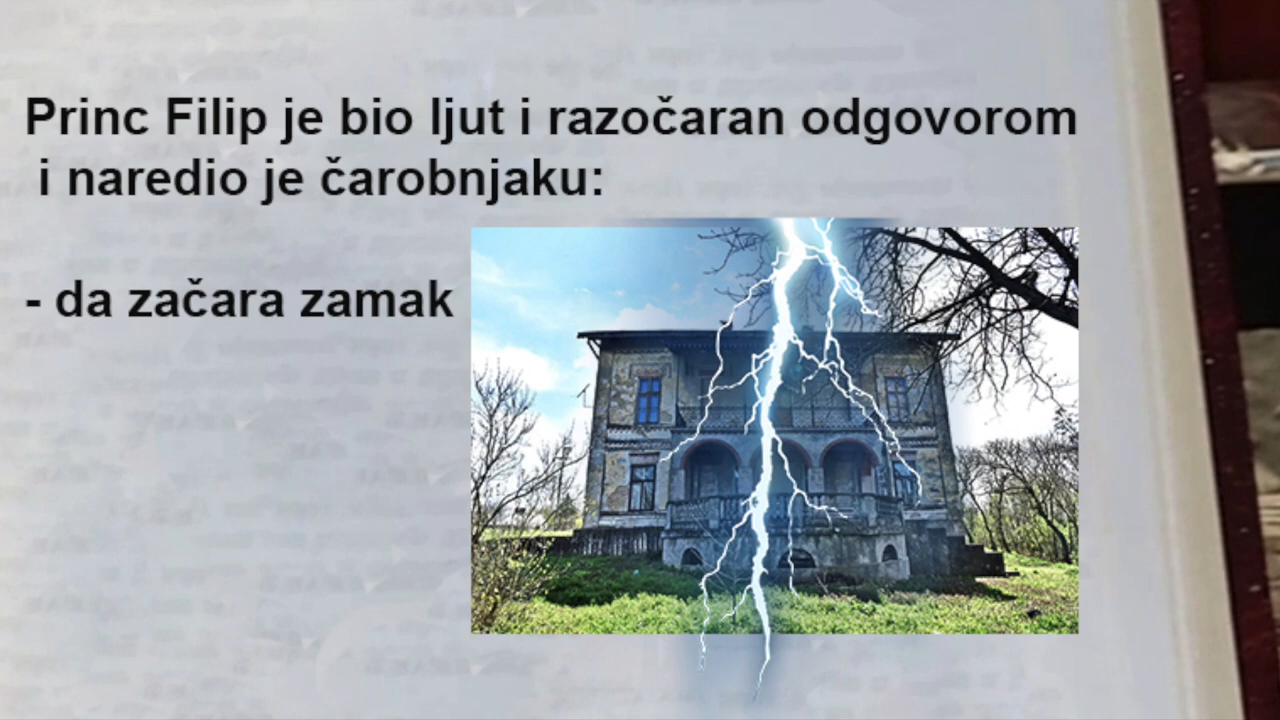 Princ Filip je bio ljut i razočaran odgovorom
i naredio je čarobnjaku:
- da začara zamak